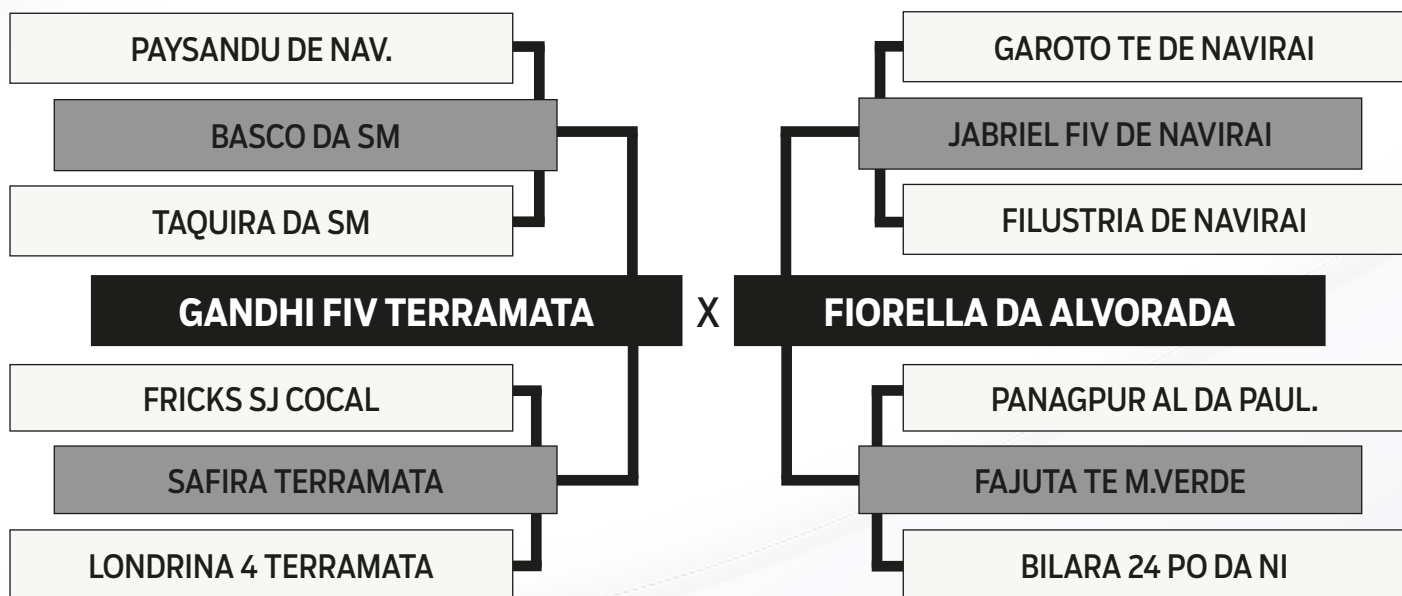 PAYSANDU DE NAV.
BASCO DA SM
TAQUIRA DA SM
GANDHI FIV TERRAMATA
FRICKS SJ COCAL
SAFIRA TERRAMATA
LONDRINA 4 TERRAMATA
X
GAROTO TE DE NAVIRAI
JABRIEL FIV DE NAVIRAI
FILUSTRIA DE NAVIRAI
FIORELLA DA ALVORADA
PANAGPUR AL DA PAUL.
FAJUTA TE M.VERDE
BILARA 24 PO DA NI